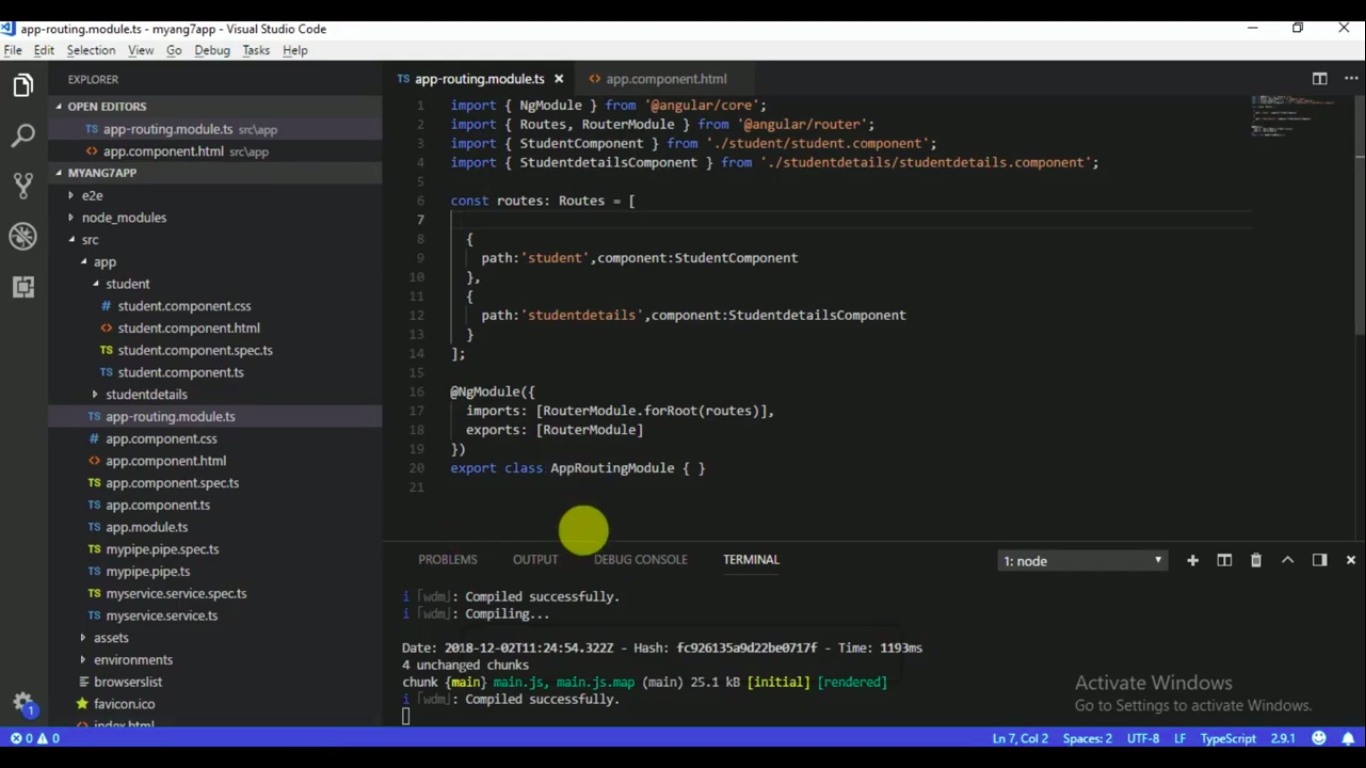 app-routing.module.ts - myang7app - Visual Studio Code
File Edit Selection View Go Debug Tasks Help
EXPLORER
OPEN EDITORS
TS app-routing.module.ts src\app
<> app.component.html src\app
MYANG7APP
e2e
node_modules
src
app
student
# student.component.css
<> student.component.html
TS student.component.spec.ts
TS student.component.ts
studentdetails
TS app-routing.module.ts
# app.component.css
<> app.component.html
TS app.component.spec.ts
TS app.component.ts
TS app.module.ts
TS mypipe.pipe.spec.ts
TS mypipe.pipe.ts
TS myservice.service.spec.ts
TS myservice.service.ts
assets
environments
browserslist
favicon.ico
<> index.html
1
TS app-routing.module.ts × <> app.component.html
1 import { NgModule } from '@angular/core';
2 import { Routes, RouterModule } from '@angular/router';
3 import { StudentComponent } from './student/student.component';
4 import { StudentdetailsComponent } from './studentdetails/studentdetails.component';
5
6 const routes: Routes = [
7
8 {
9 path:'student',component:StudentComponent
10 },
11 {
12 path:'studentdetails',component:StudentdetailsComponent
13 }
14 ];
15
16 @NgModule({
17 imports: [RouterModule.forRoot(routes)],
18 exports: [RouterModule]
19 })
20 export class AppRoutingModule { }
21
PROBLEMS OUTPUT DEBUG CONSOLE TERMINAL 1: node
i ｢wdm｣: Compiled successfully.
i ｢wdm｣: Compiling...
Date: 2018-12-02T11:24:54.322Z - Hash: fc926135a9d22be0717f - Time: 1193ms
4 unchanged chunks
chunk {main} main.js, main.js.map (main) 25.1 kB [initial] [rendered]
i ｢wdm｣: Compiled successfully.
Activate Windows
Go to Settings to activate Windows.
0 0 Ln 7, Col 2 Spaces: 2 UTF-8 LF TypeScript 2.9.1